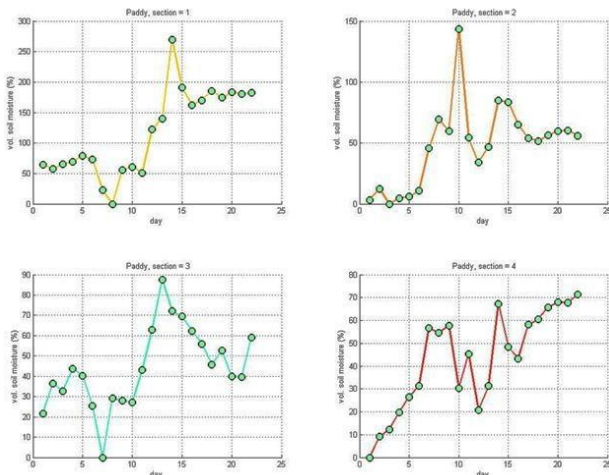 Paddy, section = 1
300
250
200
150
100
50
0
vol. soil moisture (%)
0 5 10 15 20 25
day
Paddy, section = 2
150
100
50
0
vol. soil moisture (%)
0 5 10 15 20 25
day
Paddy, section = 3
90
80
70
60
50
40
30
20
10
0
vol. soil moisture (%)
0 5 10 15 20 25
day
Paddy, section = 4
80
70
60
50
40
30
20
10
0
vol. soil moisture (%)
0 5 10 15 20 25
day